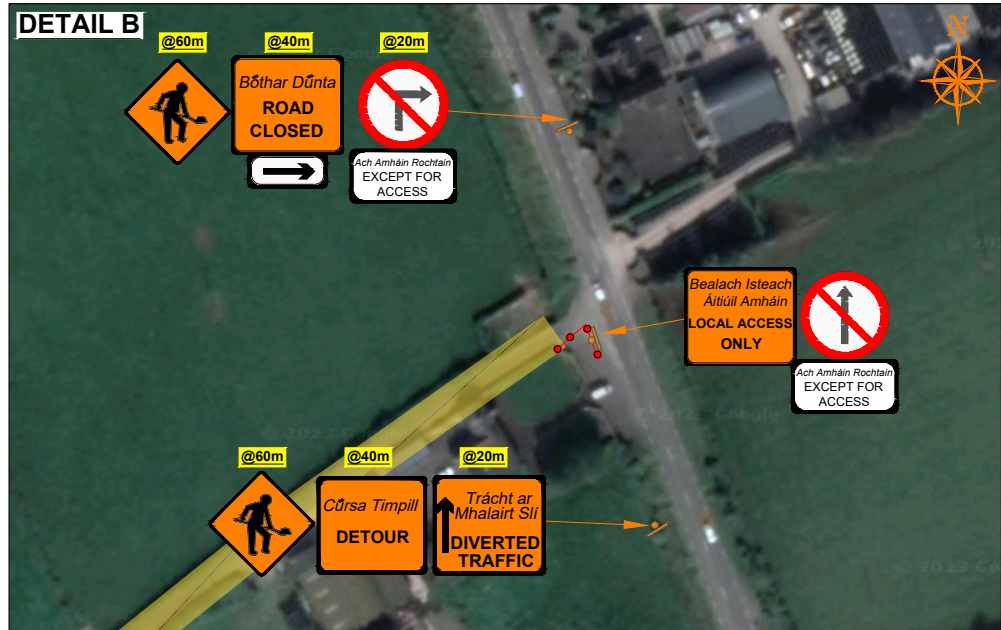 DETAIL B
@60m
@40m
@20m
Bóthar Dúnta
ROAD
CLOSED
Ach Amháin Rochtain
EXCEPT FOR
ACCESS
N
Bealach Isteach
Áitiúil Amháin
LOCAL ACCESS
ONLY
Ach Amháin Rochtain
EXCEPT FOR
ACCESS
@60m
@40m
@20m
Cúrsa Timpill
DETOUR
Trácht ar
Mhalairt Slí
DIVERTED
TRAFFIC
© 2023 Google